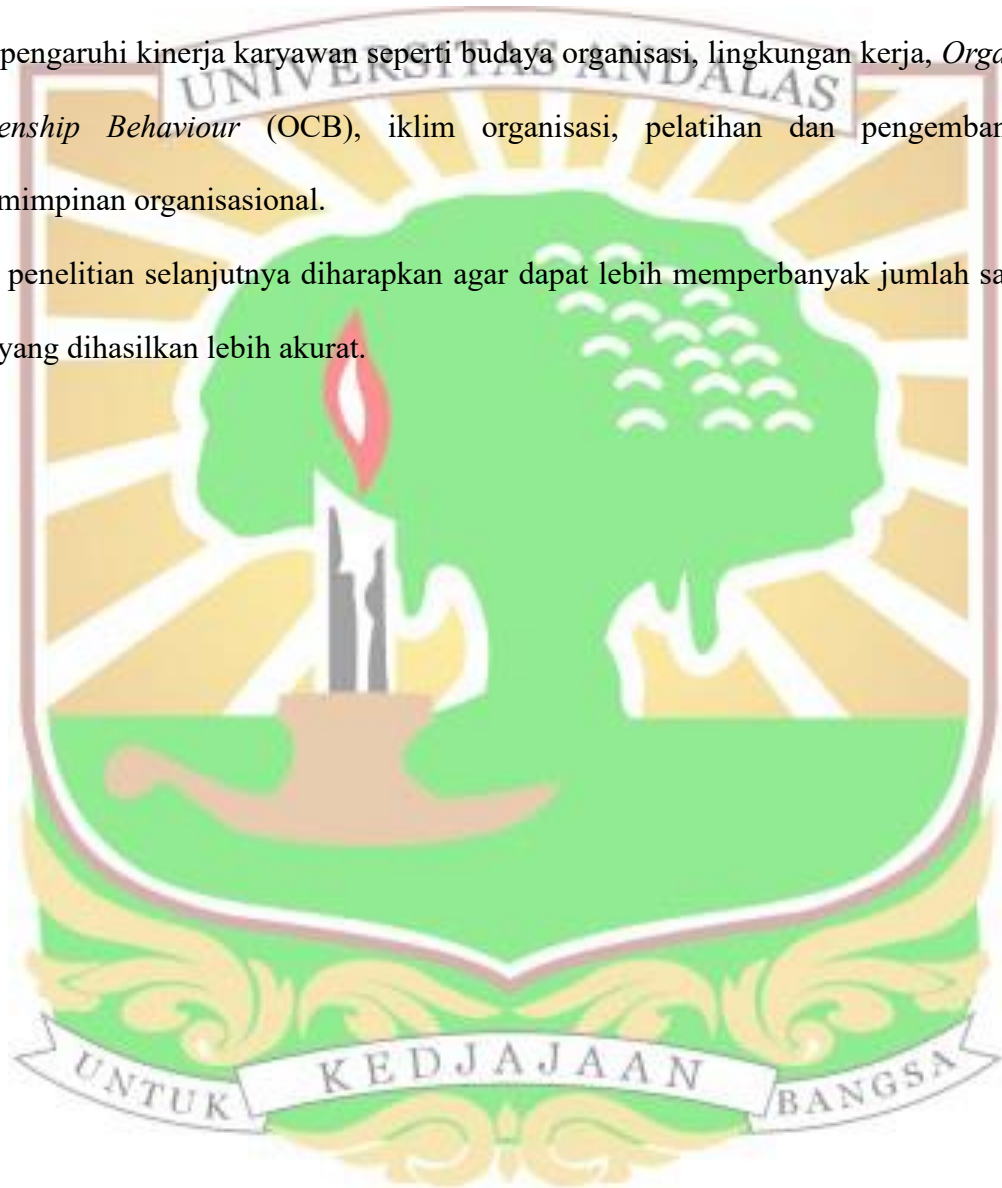 pengaruhi kinerja karyawan seperti budaya organisasi, lingkungan kerja, Orga
UNIVERSITAS ANDALAS
enship Behaviour (OCB), iklim organisasi, pelatihan dan pengemban
mimpinan organisasional.
penelitian selanjutnya diharapkan agar dapat lebih memperbanyak jumlah sa
yang dihasilkan lebih akurat.
UNTUK KEDJAJAAN BANGSA